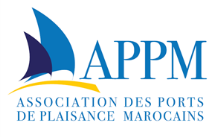 APPM
ASSOCIATION DES PORTS
DE PLAISANCE MAROCAINS